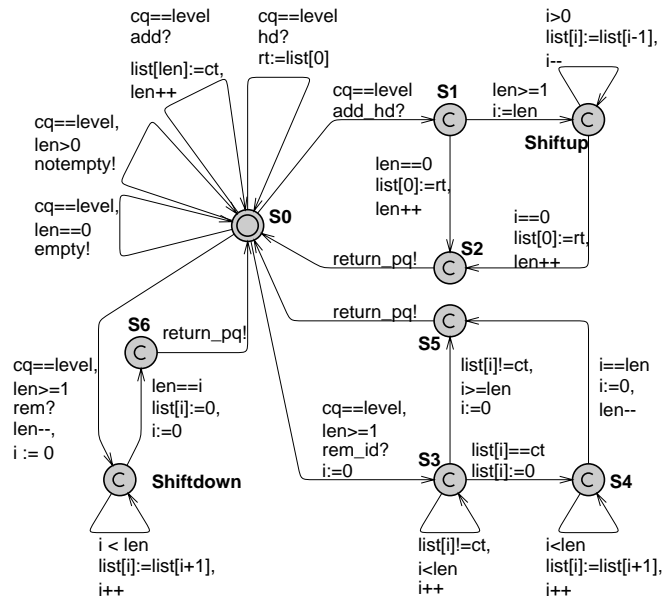 cq==level
add?
list[len]:=ct,
len++
cq==level
hd?
rt:=list[0]
i>0
list[i]:=list[i-1],
i--
cq==level
add_hd?
S1
C
len>=1
i:=len
C
Shiftup
cq==level,
len>0
notempty!
len==0
list[0]:=rt,
len++
cq==level,
len==0
empty!
S0
i==0
list[0]:=rt,
len++
S2
C
return_pq!
return_pq!
C
S5
S6
C
return_pq!
cq==level,
len>=1
rem?
len--,
i := 0
len==i
list[i]:=0,
i:=0
list[i]!=ct,
i>=len
i:=0
i==len
i:=0,
len--
cq==level,
len>=1
rem_id?
i:=0
S3
C
list[i]==ct
list[i]:=0
C
S4
C
Shiftdown
i < len
list[i]:=list[i+1],
i++
list[i]!=ct,
i<len
i++
i<len
list[i]:=list[i+1],
i++